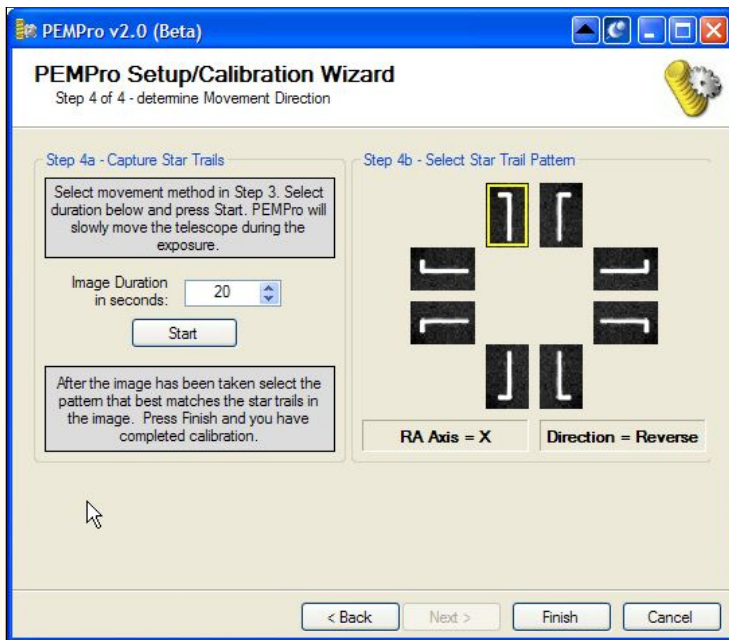 PEMPro v2.0 (Beta)
PEMPro Setup/Calibration Wizard
Step 4 of 4 - determine Movement Direction
Step 4a - Capture Star Trails
Select movement method in Step 3. Select
duration below and press Start. PEMPro will
slowly move the telescope during the
exposure.
Image Duration
in seconds:
20
Start
After the image has been taken select the
pattern that best matches the star trails in
the image. Press Finish and you have
completed calibration.
Step 4b - Select Star Trail Pattern
RA Axis = X
Direction = Reverse
< Back
Next >
Finish
Cancel